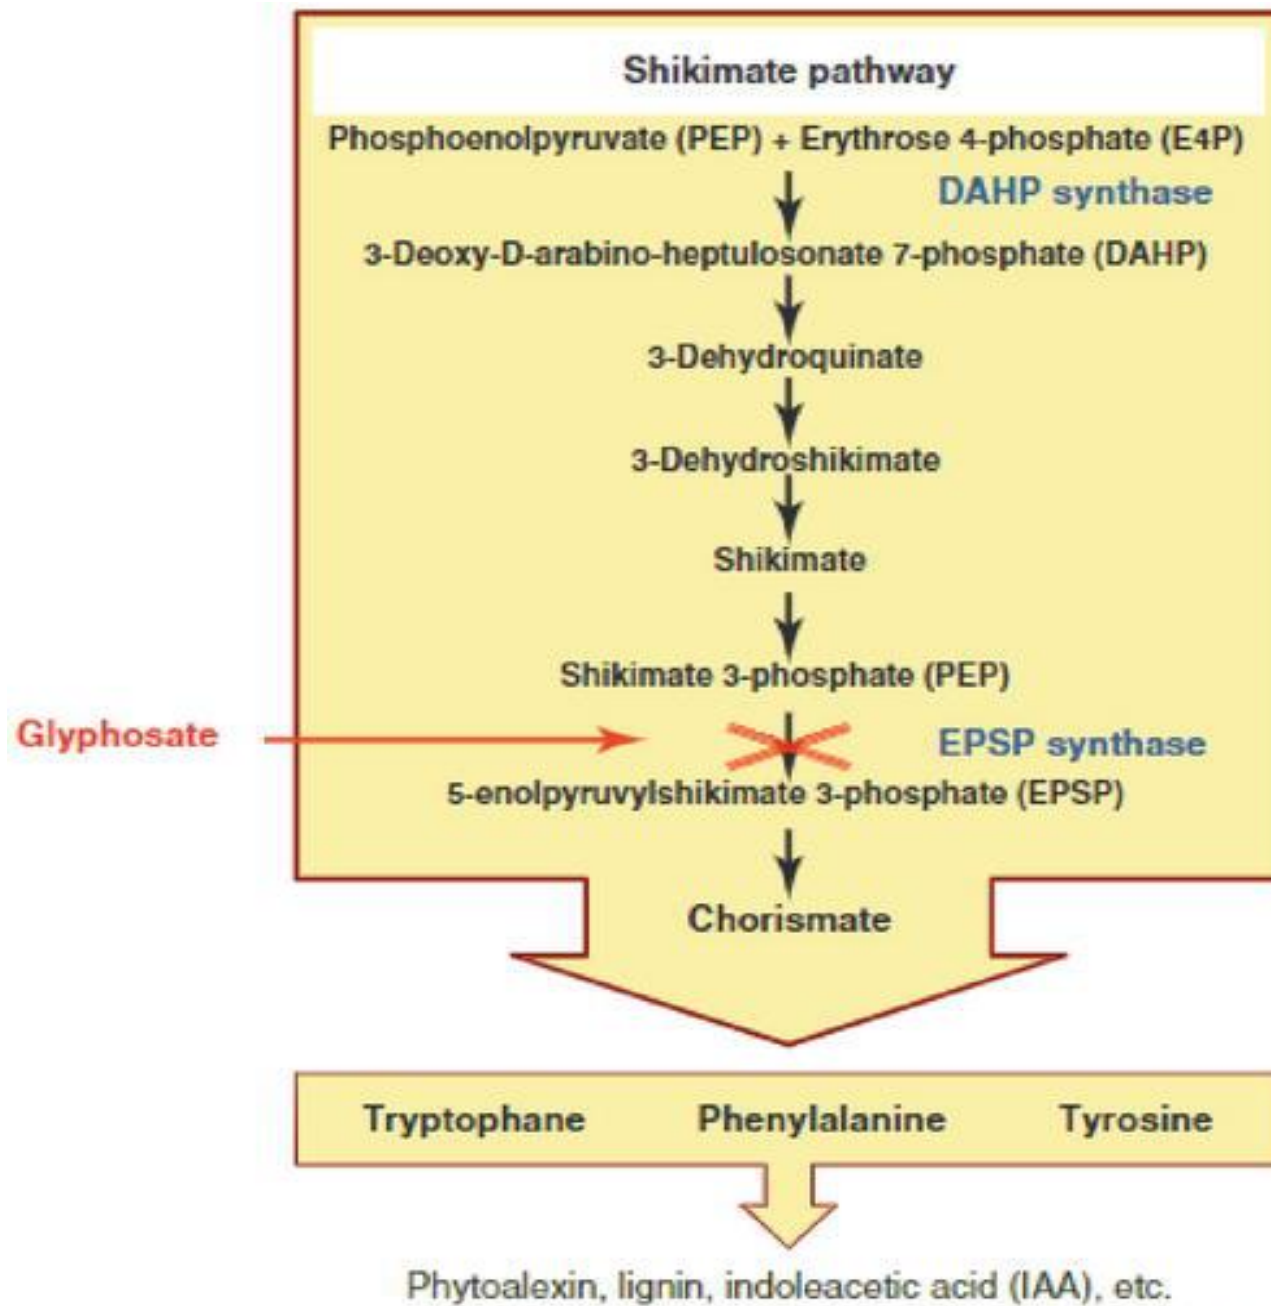 Shikimate pathway
Phosphoenolpyruvate (PEP) + Erythrose 4-phosphate (E4P)
DAHP synthase
3-Deoxy-D-arabino-heptulosonate 7-phosphate (DAHP)
3-Dehydroquinate
3-Dehydroshikimate
Shikimate
Shikimate 3-phosphate (PEP)
Glyphosate
EPSP synthase
5-enolpyruvylshikimate 3-phosphate (EPSP)
Chorismate
Tryptophane Phenylalanine Tyrosine
Phytoalexin, lignin, indoleacetic acid (IAA), etc.